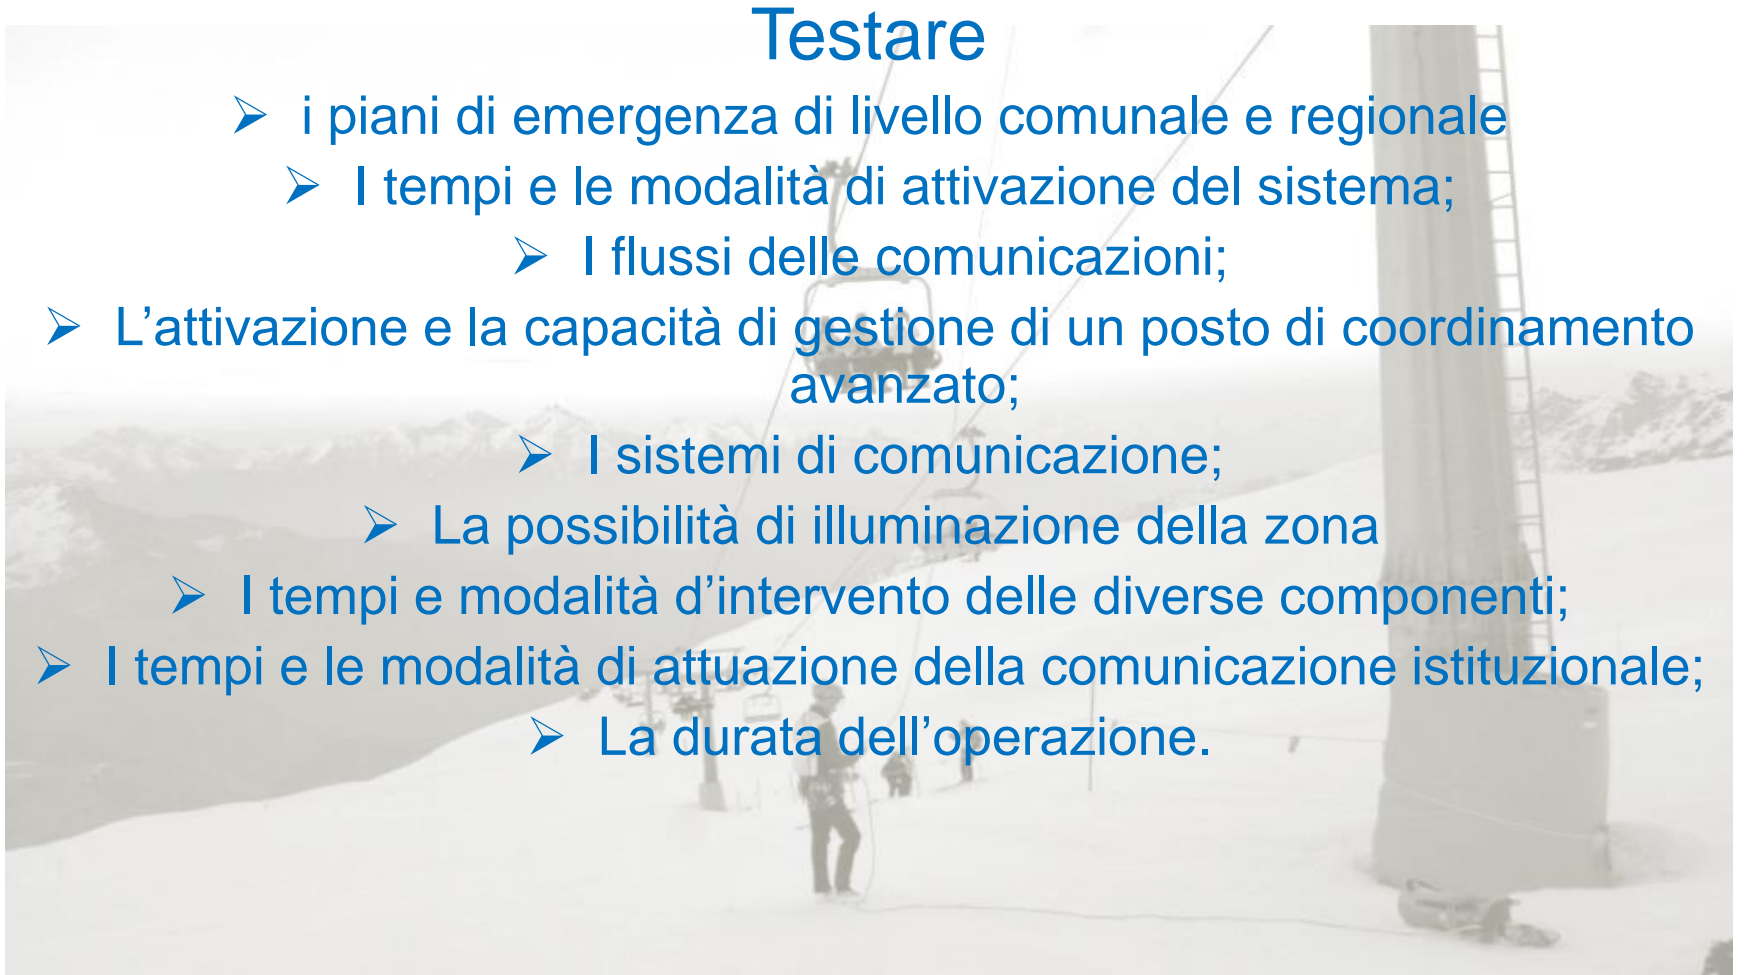 Testare
➢ i piani di emergenza di livello comunale e regionale
➢ I tempi e le modalità di attivazione del sistema;
➢ I flussi delle comunicazioni;
➢ L’attivazione e la capacità di gestione di un posto di coordinamento
avanzato;
➢ I sistemi di comunicazione;
➢ La possibilità di illuminazione della zona
➢ I tempi e modalità d’intervento delle diverse componenti;
➢ I tempi e le modalità di attuazione della comunicazione istituzionale;
➢ La durata dell’operazione.